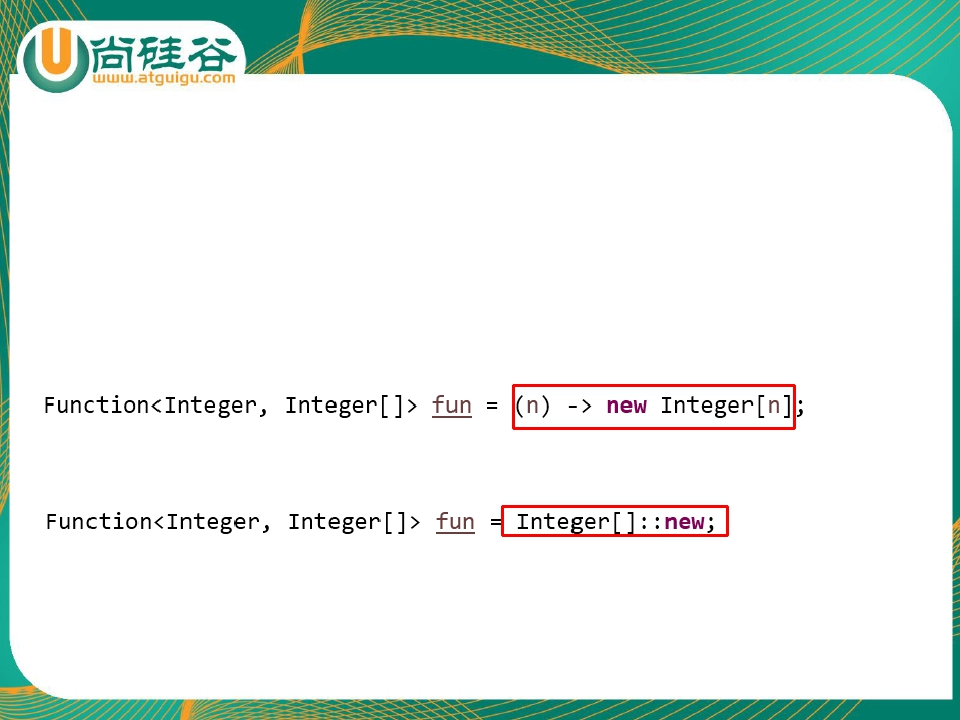 尚硅谷
www.atguigu.com
Function<Integer, Integer[]> fun = (n) -> new Integer[n];
Function<Integer, Integer[]> fun = Integer[]::new;